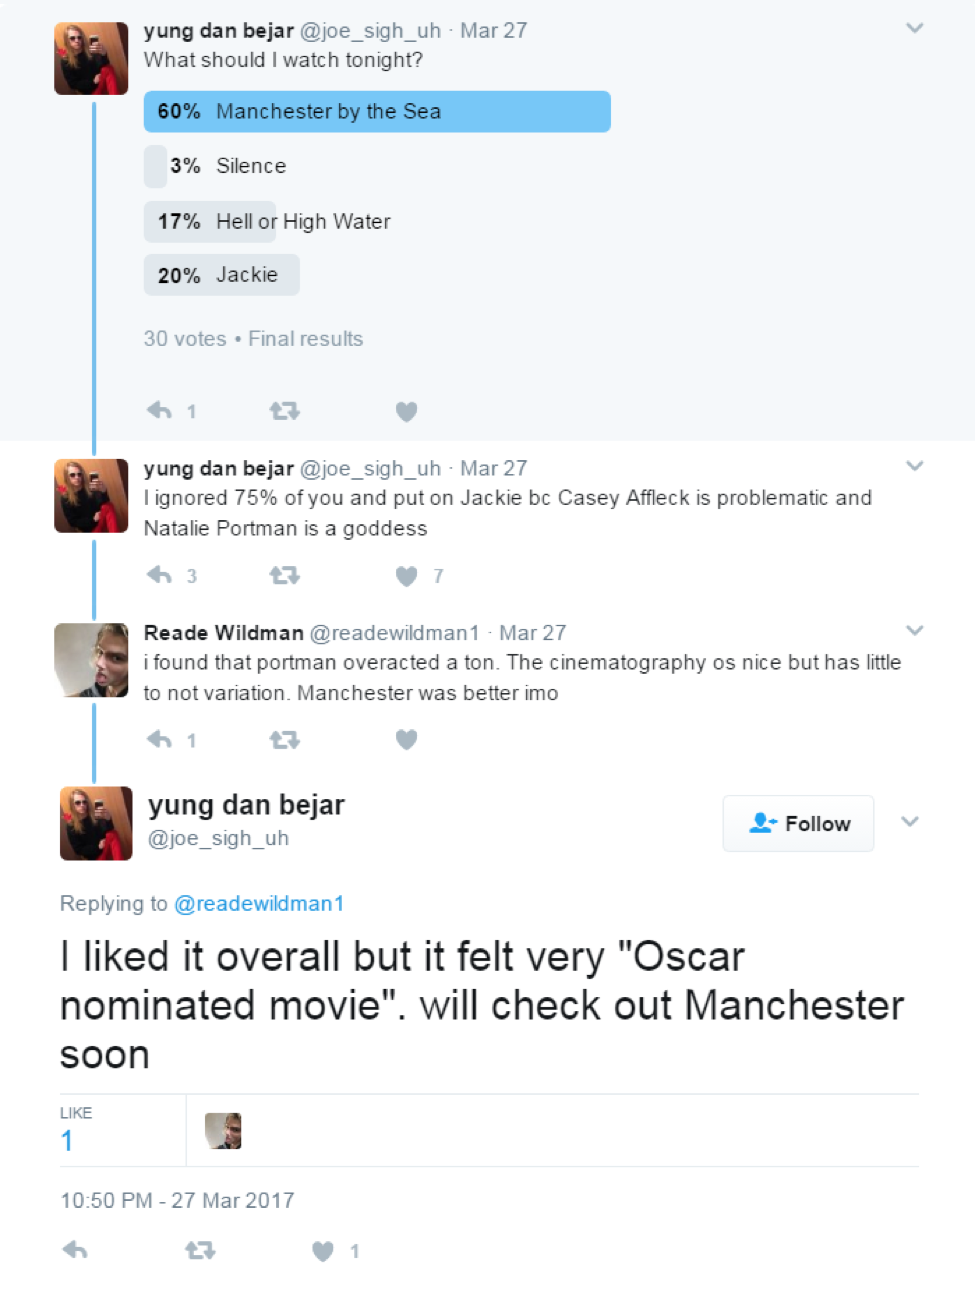 yung dan bejar @joe_sigh_uh · Mar 27
What should I watch tonight?
60% Manchester by the Sea
3% Silence
17% Hell or High Water
20% Jackie
30 votes • Final results
1
yung dan bejar @joe_sigh_uh · Mar 27
I ignored 75% of you and put on Jackie bc Casey Affleck is problematic and
Natalie Portman is a goddess
3 7
Reade Wildman @readewildman1 · Mar 27
i found that portman overacted a ton. The cinematography os nice but has little
to not variation. Manchester was better imo
1
yung dan bejar
@joe_sigh_uh
Follow
Replying to @readewildman1
I liked it overall but it felt very "Oscar
nominated movie". will check out Manchester
soon
LIKE
1
10:50 PM - 27 Mar 2017
1